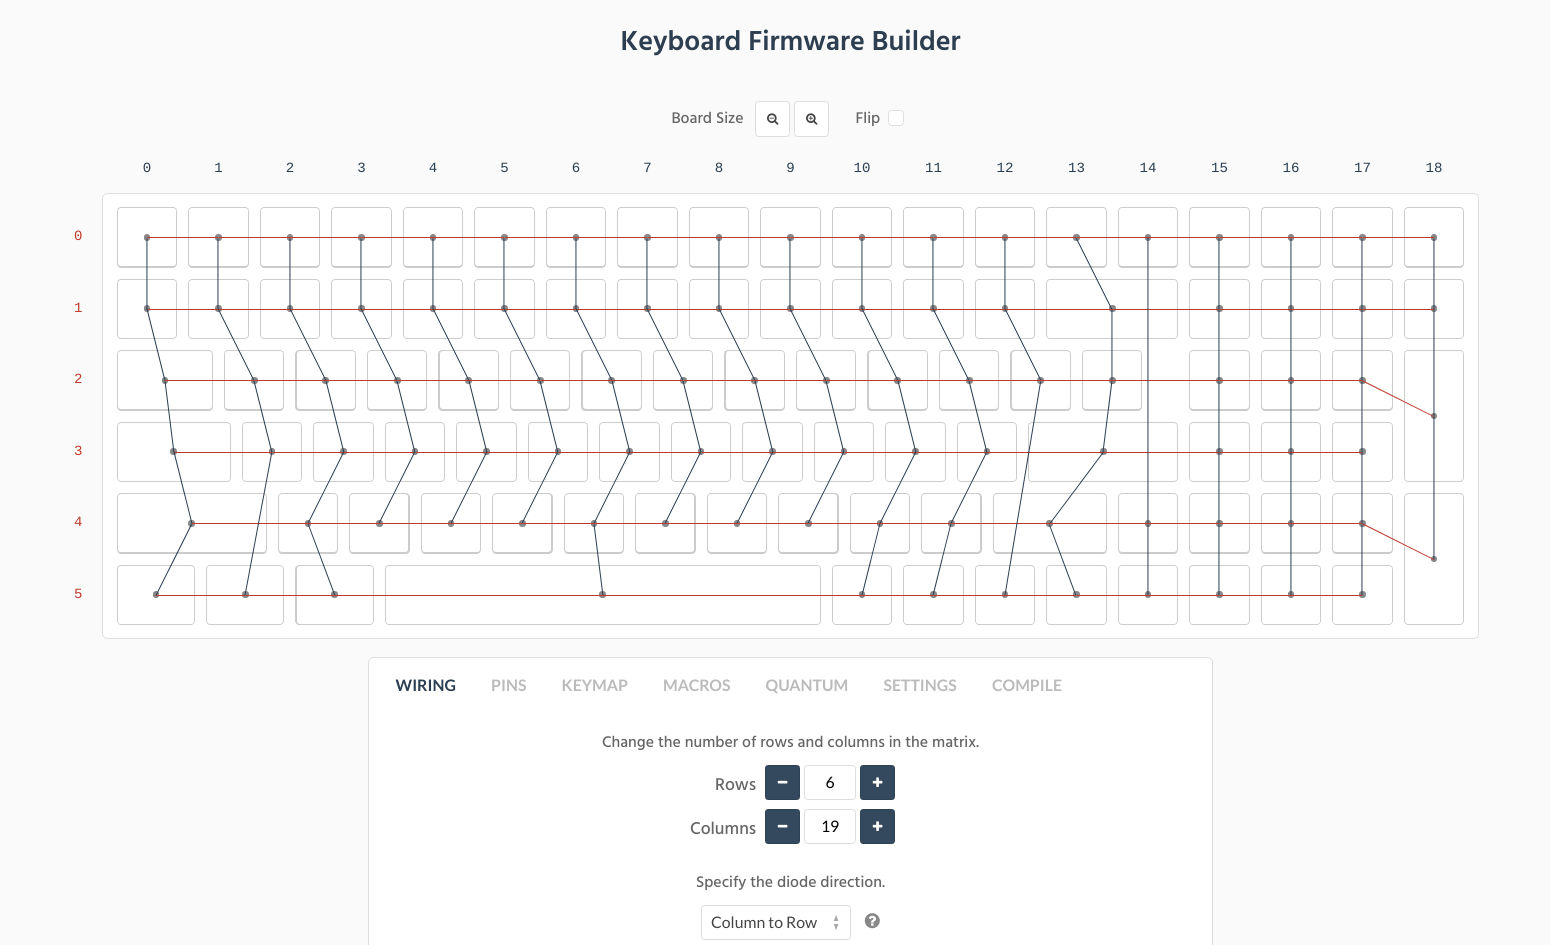 Keyboard Firmware Builder
Board Size Flip
0 1 2 3 4 5 6 7 8 9 10 11 12 13 14 15 16 17 18
0
1
2
3
4
5
WIRING PINS KEYMAP MACROS QUANTUM SETTINGS COMPILE
Change the number of rows and columns in the matrix.
Rows 6
Columns 19
Specify the diode direction.
Column to Row